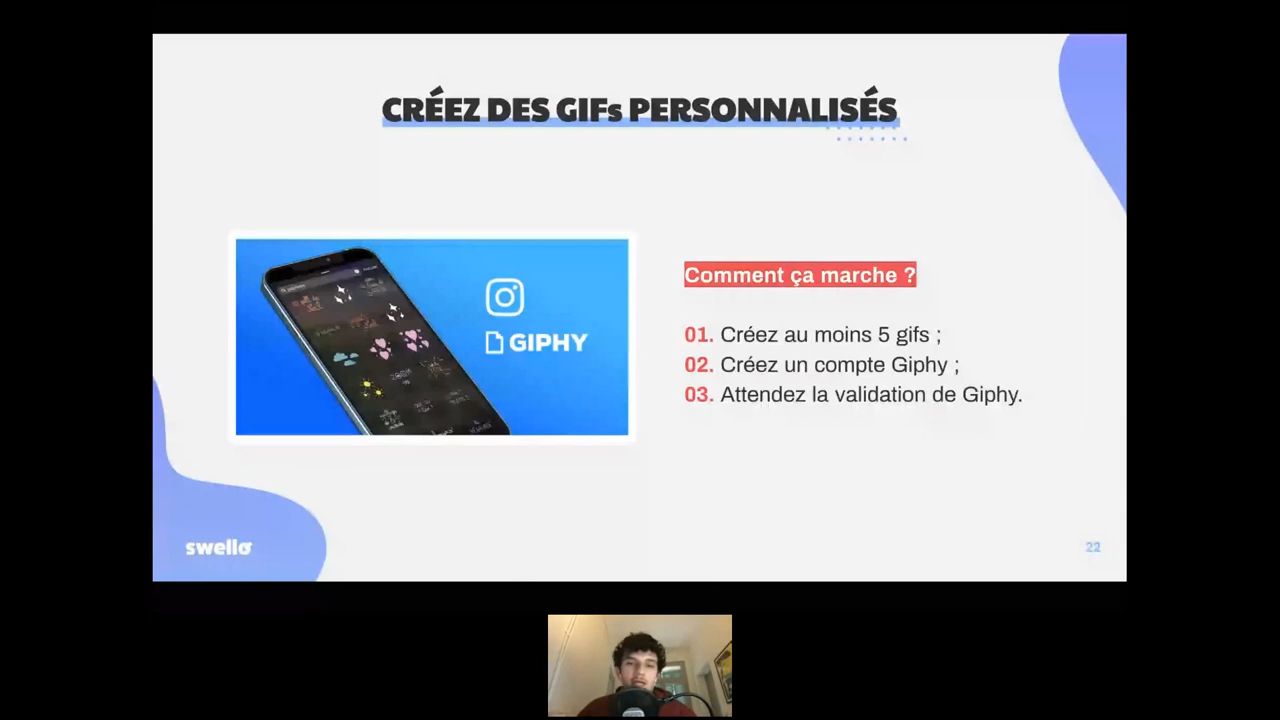 CRÉEZ DES GIFs PERSONNALISÉS
GIPHY
Comment ça marche ?
01. Créez au moins 5 gifs ;
02. Créez un compte Giphy ;
03. Attendez la validation de Giphy.
swello
22